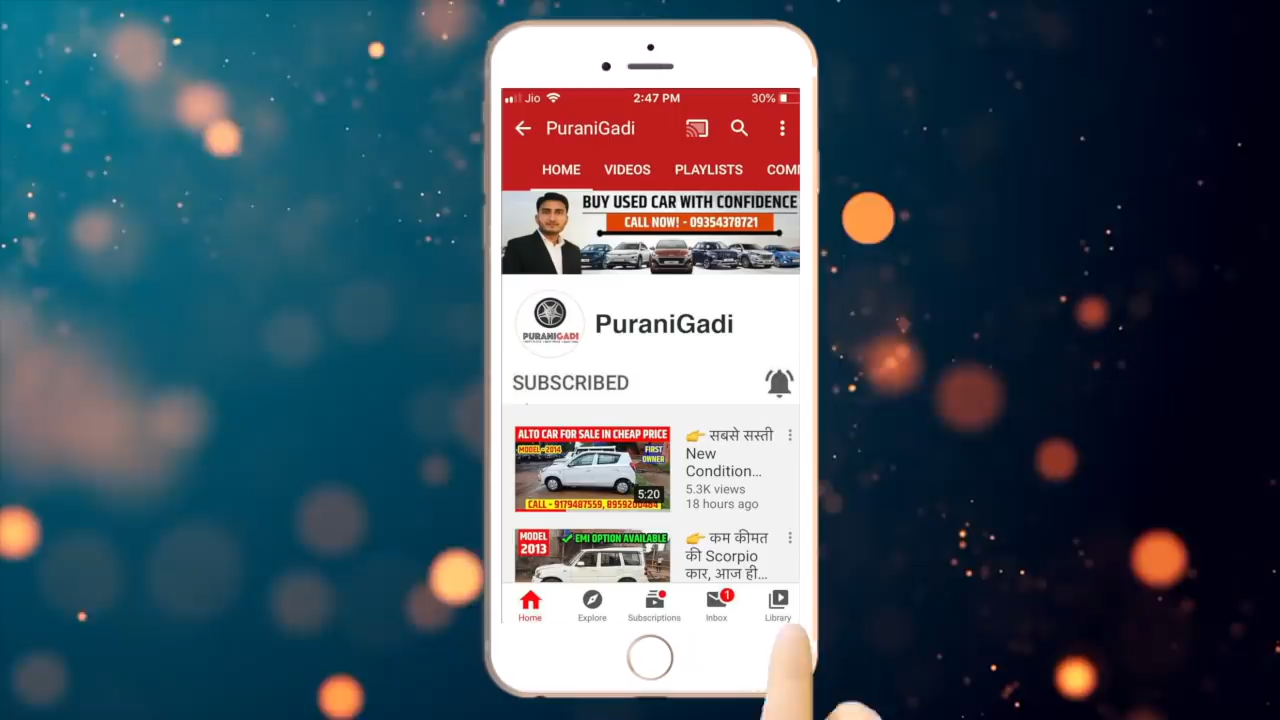 Jio 2:47 PM 30%
PuraniGadi
HOME VIDEOS PLAYLISTS COM
BUY USED CAR WITH CONFIDENCE
CALL NOW! - 09354378721
PURANIGADI
PuraniGadi
SUBSCRIBED
ALTO CAR FOR SALE IN CHEAP PRICE
MODEL - 2014
FIRST
OWNER
5:20
CALL - 9179487559, 8959200484
👉 सबसे सस्ती
New
Condition...
5.3K views
18 hours ago
MODEL
2013
EMI OPTION AVAILABLE
👉 कम कीमत
की Scorpio
कार, आज ही...
1
Home Explore Subscriptions Inbox Library